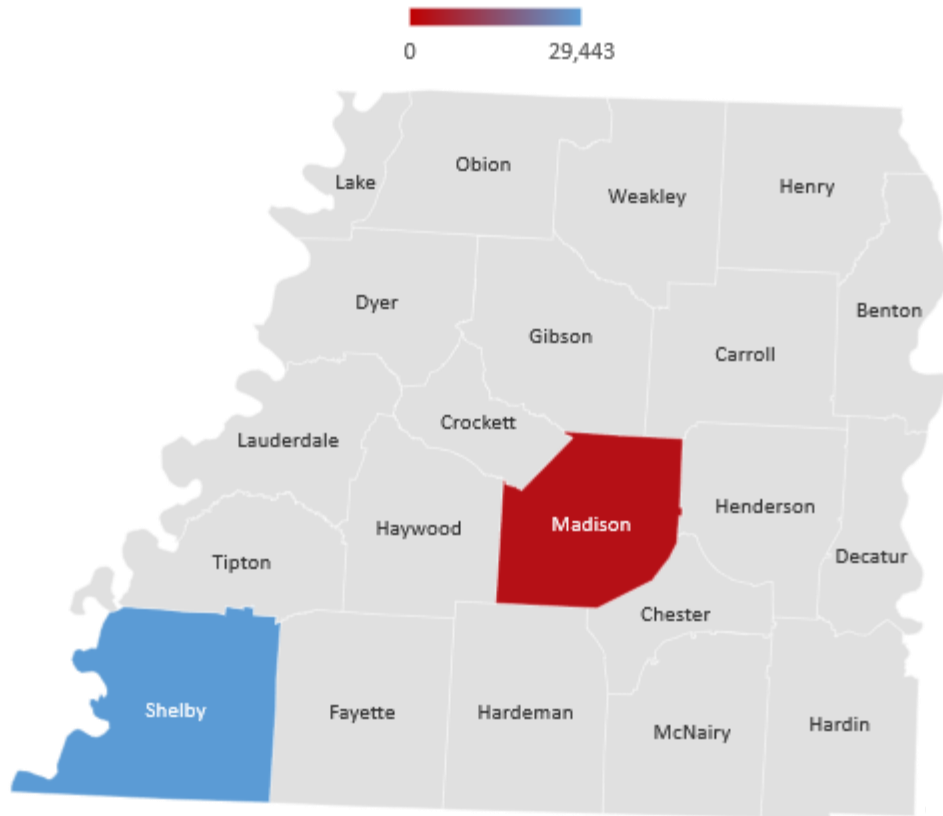 0 29,443
Obion
Lake
Weakley
Henry
Dyer
Benton
Gibson
Carroll
Crockett
Lauderdale
Haywood
Madison
Henderson
Tipton
Decatur
Chester
Shelby
Fayette
Hardeman
McNairy
Hardin